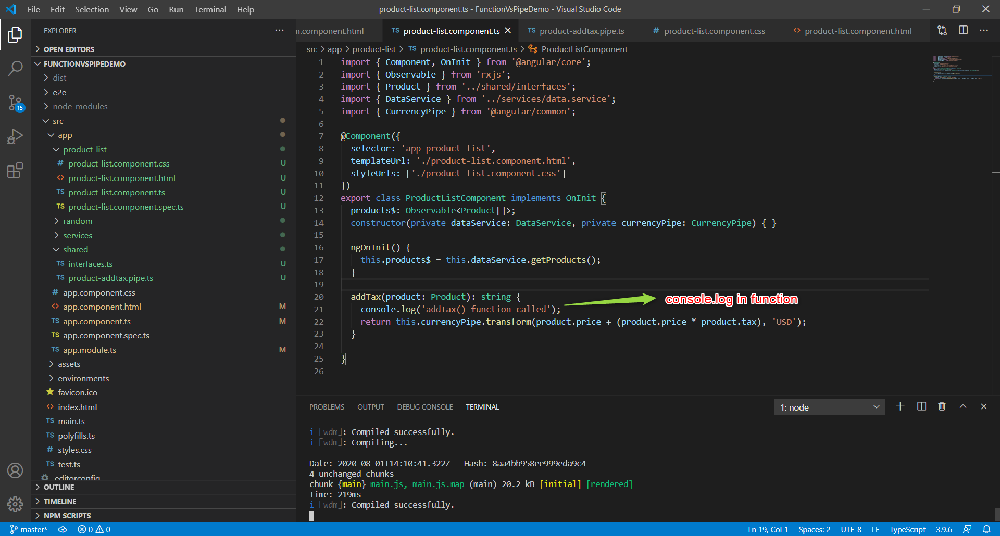 File Edit Selection View Go Run Terminal Help
product-list.component.ts - FunctionVsPipeDemo - Visual Studio Code
EXPLORER
n.component.html
TS product-list.component.ts
TS product-addtax.pipe.ts
# product-list.component.css
<> product-list.component.html
OPEN EDITORS
FUNCTIONVSPIPEDEMO
dist
e2e
node_modules
src
app
product-list
# product-list.component.css U
<> product-list.component.html U
TS product-list.component.ts U
TS product-list.component.spec.ts U
random
services
shared
TS interfaces.ts U
TS product-addtax.pipe.ts U
# app.component.css
<> app.component.html M
TS app.component.ts M
TS app.component.spec.ts
TS app.module.ts M
assets
environments
favicon.ico
<> index.html
TS main.ts
TS polyfills.ts
# styles.css
TS test.ts
.editorconfig
OUTLINE
TIMELINE
NPM SCRIPTS
15
src > app > product-list > TS product-list.component.ts > ProductListComponent
1 import { Component, OnInit } from '@angular/core';
2 import { Observable } from 'rxjs';
3 import { Product } from '../shared/interfaces';
4 import { DataService } from '../services/data.service';
5 import { CurrencyPipe } from '@angular/common';
6
7 @Component({
8 selector: 'app-product-list',
9 templateUrl: './product-list.component.html',
10 styleUrls: ['./product-list.component.css']
11 })
12 export class ProductListComponent implements OnInit {
13 products$: Observable<Product[]>;
14 constructor(private dataService: DataService, private currencyPipe: CurrencyPipe) { }
15
16 ngOnInit() {
17 this.products$ = this.dataService.getProducts();
18 }
19
20 addTax(product: Product): string {
21 console.log('addTax() function called');
22 return this.currencyPipe.transform(product.price + (product.price * product.tax), 'USD');
23 }
24
25 }
26
console.log in function
PROBLEMS OUTPUT DEBUG CONSOLE TERMINAL
1: node
i ｢wdm｣: Compiled successfully.
i ｢wdm｣: Compiling...
Date: 2020-08-01T14:10:41.322Z - Hash: 8aa4bb958ee999eda9c4
4 unchanged chunks
chunk {main} main.js, main.js.map (main) 20.2 kB [initial] [rendered]
Time: 219ms
i ｢wdm｣: Compiled successfully.
master* 0 0
Ln 19, Col 1 Spaces: 2 UTF-8 LF TypeScript 3.9.6